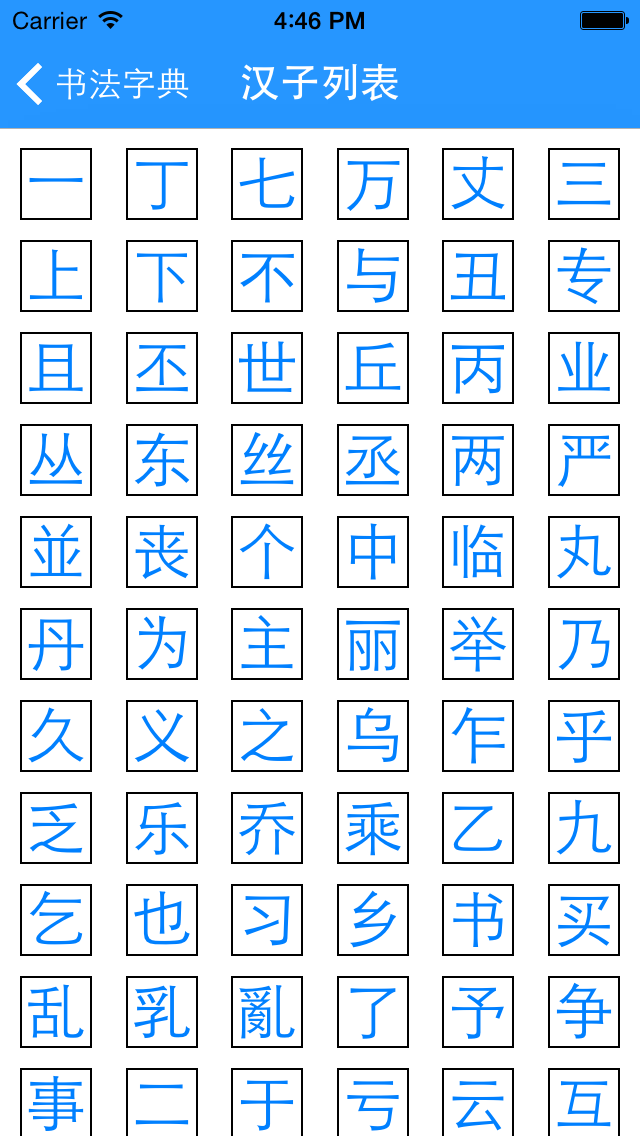 Carrier 4:46 PM
书法字典 汉子列表
一 丁 七 万 丈 三
上 下 不 与 丑 专
且 丕 世 丘 丙 业
丛 东 丝 丞 两 严
並 丧 个 中 临 丸
丹 为 主 丽 举 乃
久 义 之 乌 乍 乎
乏 乐 乔 乘 乙 九
乞 也 习 乡 书 买
乱 乳 亂 了 予 争
事 二 于 亏 云 互